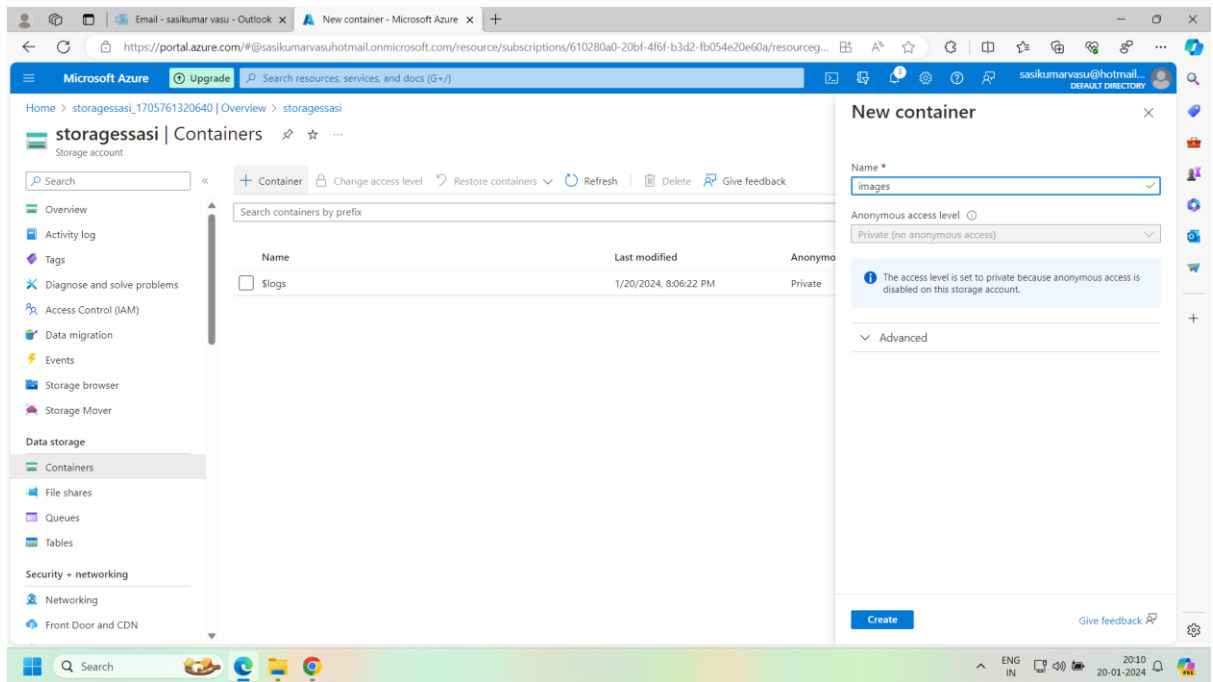 Email - sasikumar vasu - Outlook
New container - Microsoft Azure
https://portal.azure.com/#@sasikumarvasuhotmail.onmicrosoft.com/resource/subscriptions/610280a0-20bf-4f6f-b3d2-fb054e20e60a/resourceg...
Microsoft Azure
Upgrade
Search resources, services, and docs (G+/)
3
sasikumarvasu@hotmail...
DEFAULT DIRECTORY
Home > storagessasi_1705761320640 | Overview > storagessasi
storagessasi | Containers
Storage account
Search
Overview
Activity log
Tags
Diagnose and solve problems
Access Control (IAM)
Data migration
Events
Storage browser
Storage Mover
Data storage
Containers
File shares
Queues
Tables
Security + networking
Networking
Front Door and CDN
+ Container
Change access level
Restore containers
Refresh
Delete
Give feedback
Search containers by prefix
Name
Last modified
Anonymo
$logs
1/20/2024, 8:06:22 PM
Private
New container
Name *
images
Anonymous access level
Private (no anonymous access)
The access level is set to private because anonymous access is
disabled on this storage account.
Advanced
Create
Give feedback
Search
ENG
IN
20:10
20-01-2024
PRE